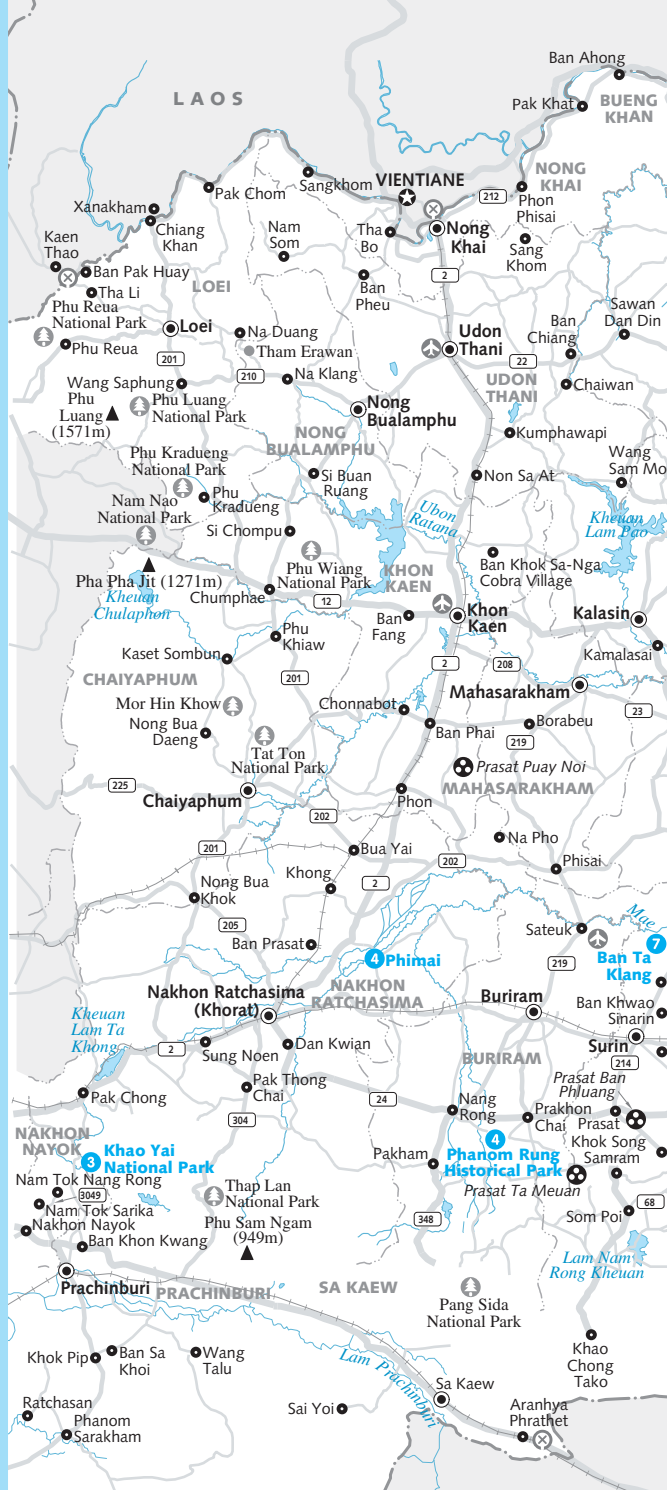 Ban Ahong
LAOS
Pak Khat
BUENG
KHAN
Sangkhom
VIENTIANE
NONG
KHAI
212
Pak Chom
Phon
Phisai
Xanakham
Chiang
Khan
Nam
Som
Tha
Bo
Nong
Khai
Sang
Khom
Kaen
Thao
Ban Pak Huay
LOEI
2
Ban
Pheu
Tha Li
Phu Reua
National Park
Sawan
Dan Din
Loei
Na Duang
Udon
Thani
Ban
Chiang
Phu Reua
Tham Erawan
201
22
210
Na Klang
UDON
THANI
Wang Saphung
Chaiwan
Phu
Luang
(1571m)
Phu Luang
National Park
Nong
Bualamphu
NONG
BUALAMPHU
Kumphawapi
Phu Kradueng
National Park
Wang
Sam Mo
Si Buan
Ruang
Non Sa At
Nam Nao
National Park
Phu
Kradueng
Ubon
Ratana
Kheuan
Lam Pao
Si Chompu
Phu Wiang
National Park
Ban Khok Sa-Nga
Cobra Village
Pha Pha Jit (1271m)
KHON
KAEN
Kheuan
Chulaphon
Chumphae
12
Ban
Fang
Khon
Kaen
Kalasin
Phu
Khiaw
Kaset Sombun
Kamalasai
2
208
CHAIYAPHUM
201
Mahasarakham
Mor Hin Khow
Chonnabot
23
Nong Bua
Daeng
Ban Phai
Borabeu
219
Tat Ton
National Park
Prasat Puay Noi
225
MAHASARAKHAM
Chaiyaphum
Phon
202
Na Pho
201
Bua Yai
202
Phisai
Khong
2
Nong Bua
Khok
205
Mae
Sateuk
Ban Prasat
7
4
Phimai
219
Ban Ta
Klang
NAKHON
RATCHASIMA
Nakhon Ratchasima
(Khorat)
Buriram
Ban Khwao
Sinarin
Kheuan
Lam Ta
Khong
Surin
2
Sung Noen
Dan Kwian
BURIRAM
214
Prasat Ban
Phluang
Pak Chong
Pak Thong
Chai
24
Nang
Rong
Prakhon
Chai
Prasat
304
NAKHON
NAYOK
4
Khok Song
Samram
3
Khao Yai
National Park
Pakham
Phanom Rung
Historical Park
Nam Tok Nang Rong
Thap Lan
National Park
Prasat Ta Meuan
3049
Nam Tok Sarika
68
Nakhon Nayok
Phu Sam Ngam
(949m)
348
Som Poi
Ban Khon Kwang
Lam Nam
Rong Kheuan
Prachinburi
PRACHINBURI
SA KAEW
Pang Sida
National Park
Khok Pip
Ban Sa
Khoi
Wang
Talu
Khao
Chong
Tako
Lam Prachinburi
Sa Kaew
Ratchasan
Sai Yoi
Aranhya
Phrathet
Phanom
Sarakham